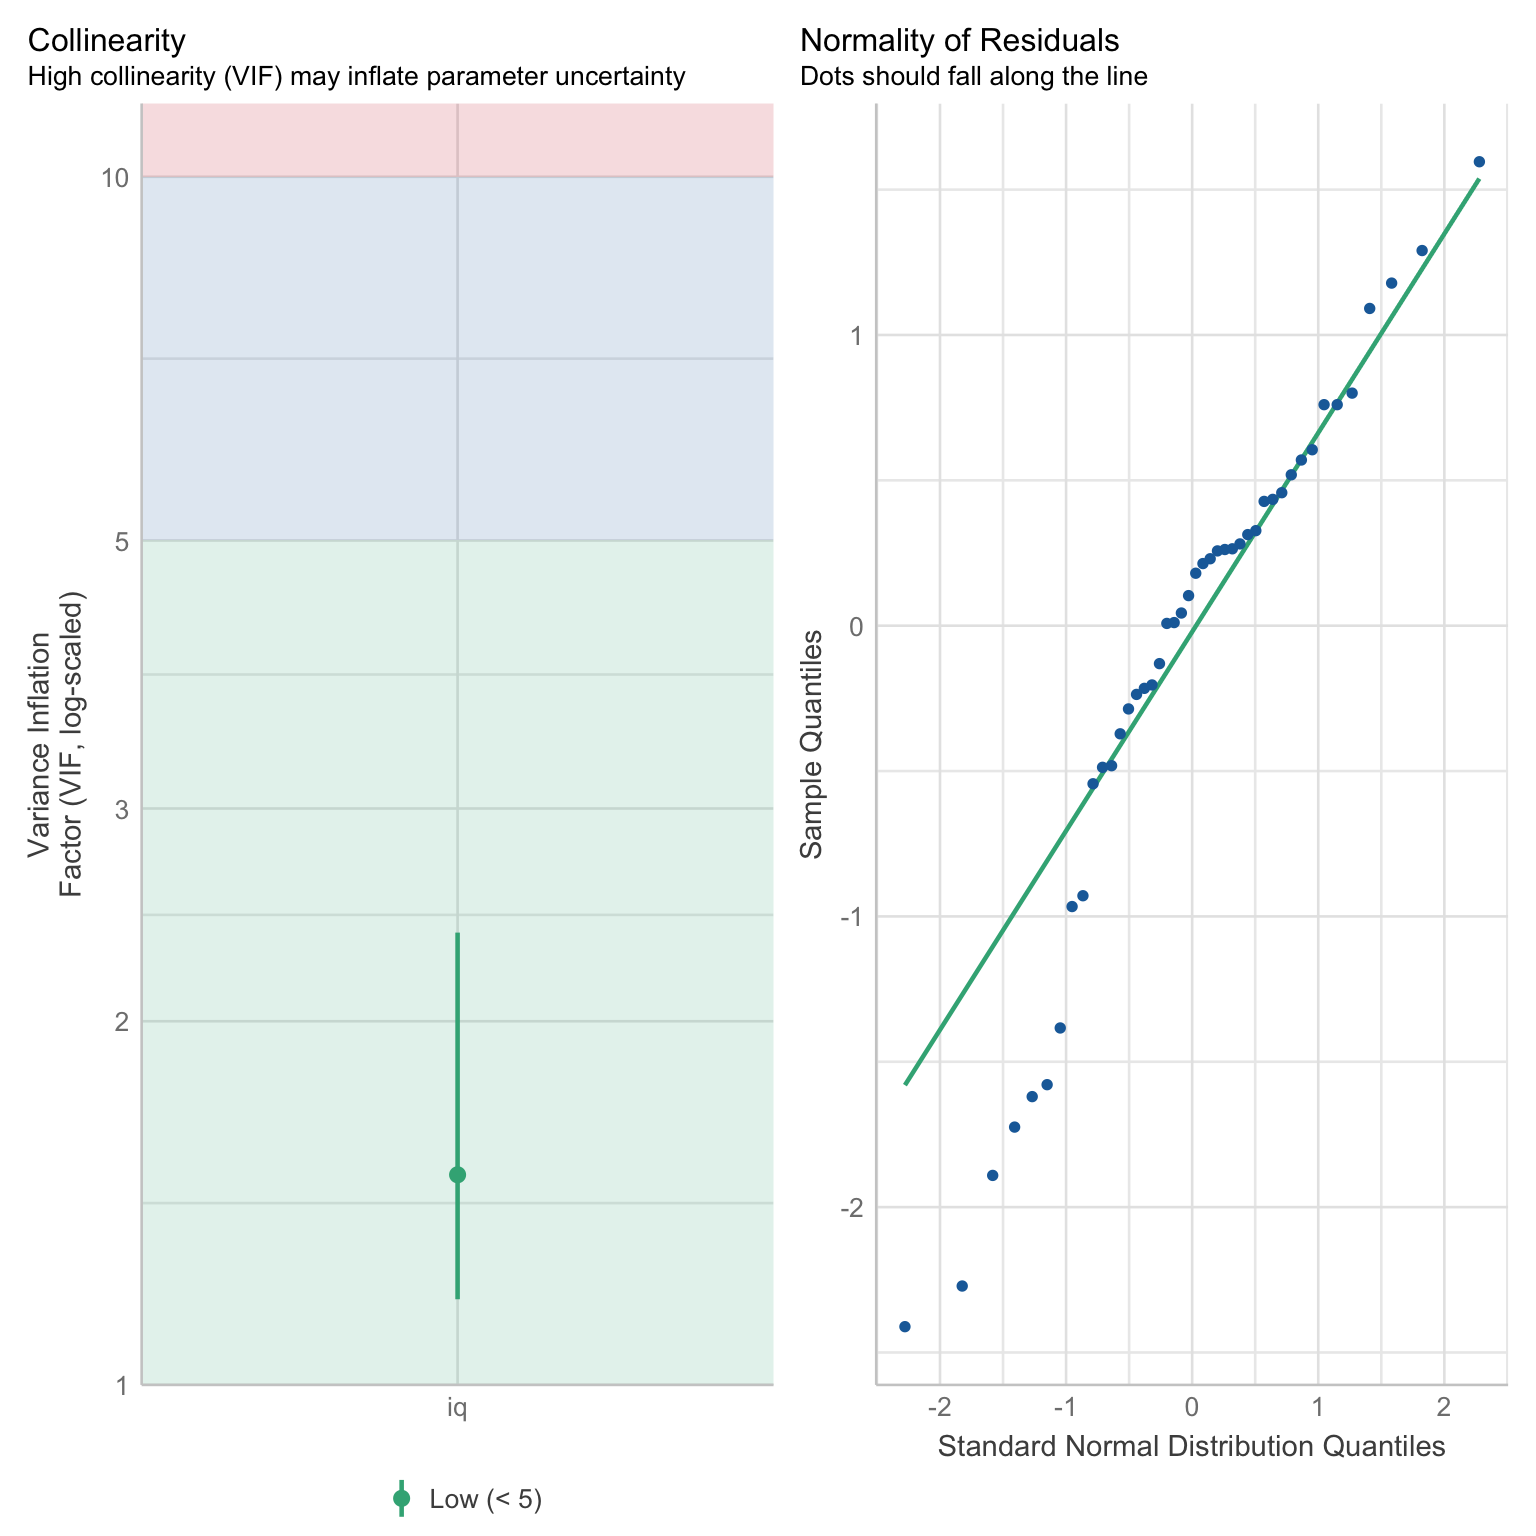 Collinearity
High collinearity (VIF) may inflate parameter uncertainty
Variance Inflation
Factor (VIF, log-scaled)
10
5
3
2
1
iq
Low (< 5)
Normality of Residuals
Dots should fall along the line
Sample Quantiles
1
0
-1
-2
-2
-1
0
1
2
Standard Normal Distribution Quantiles